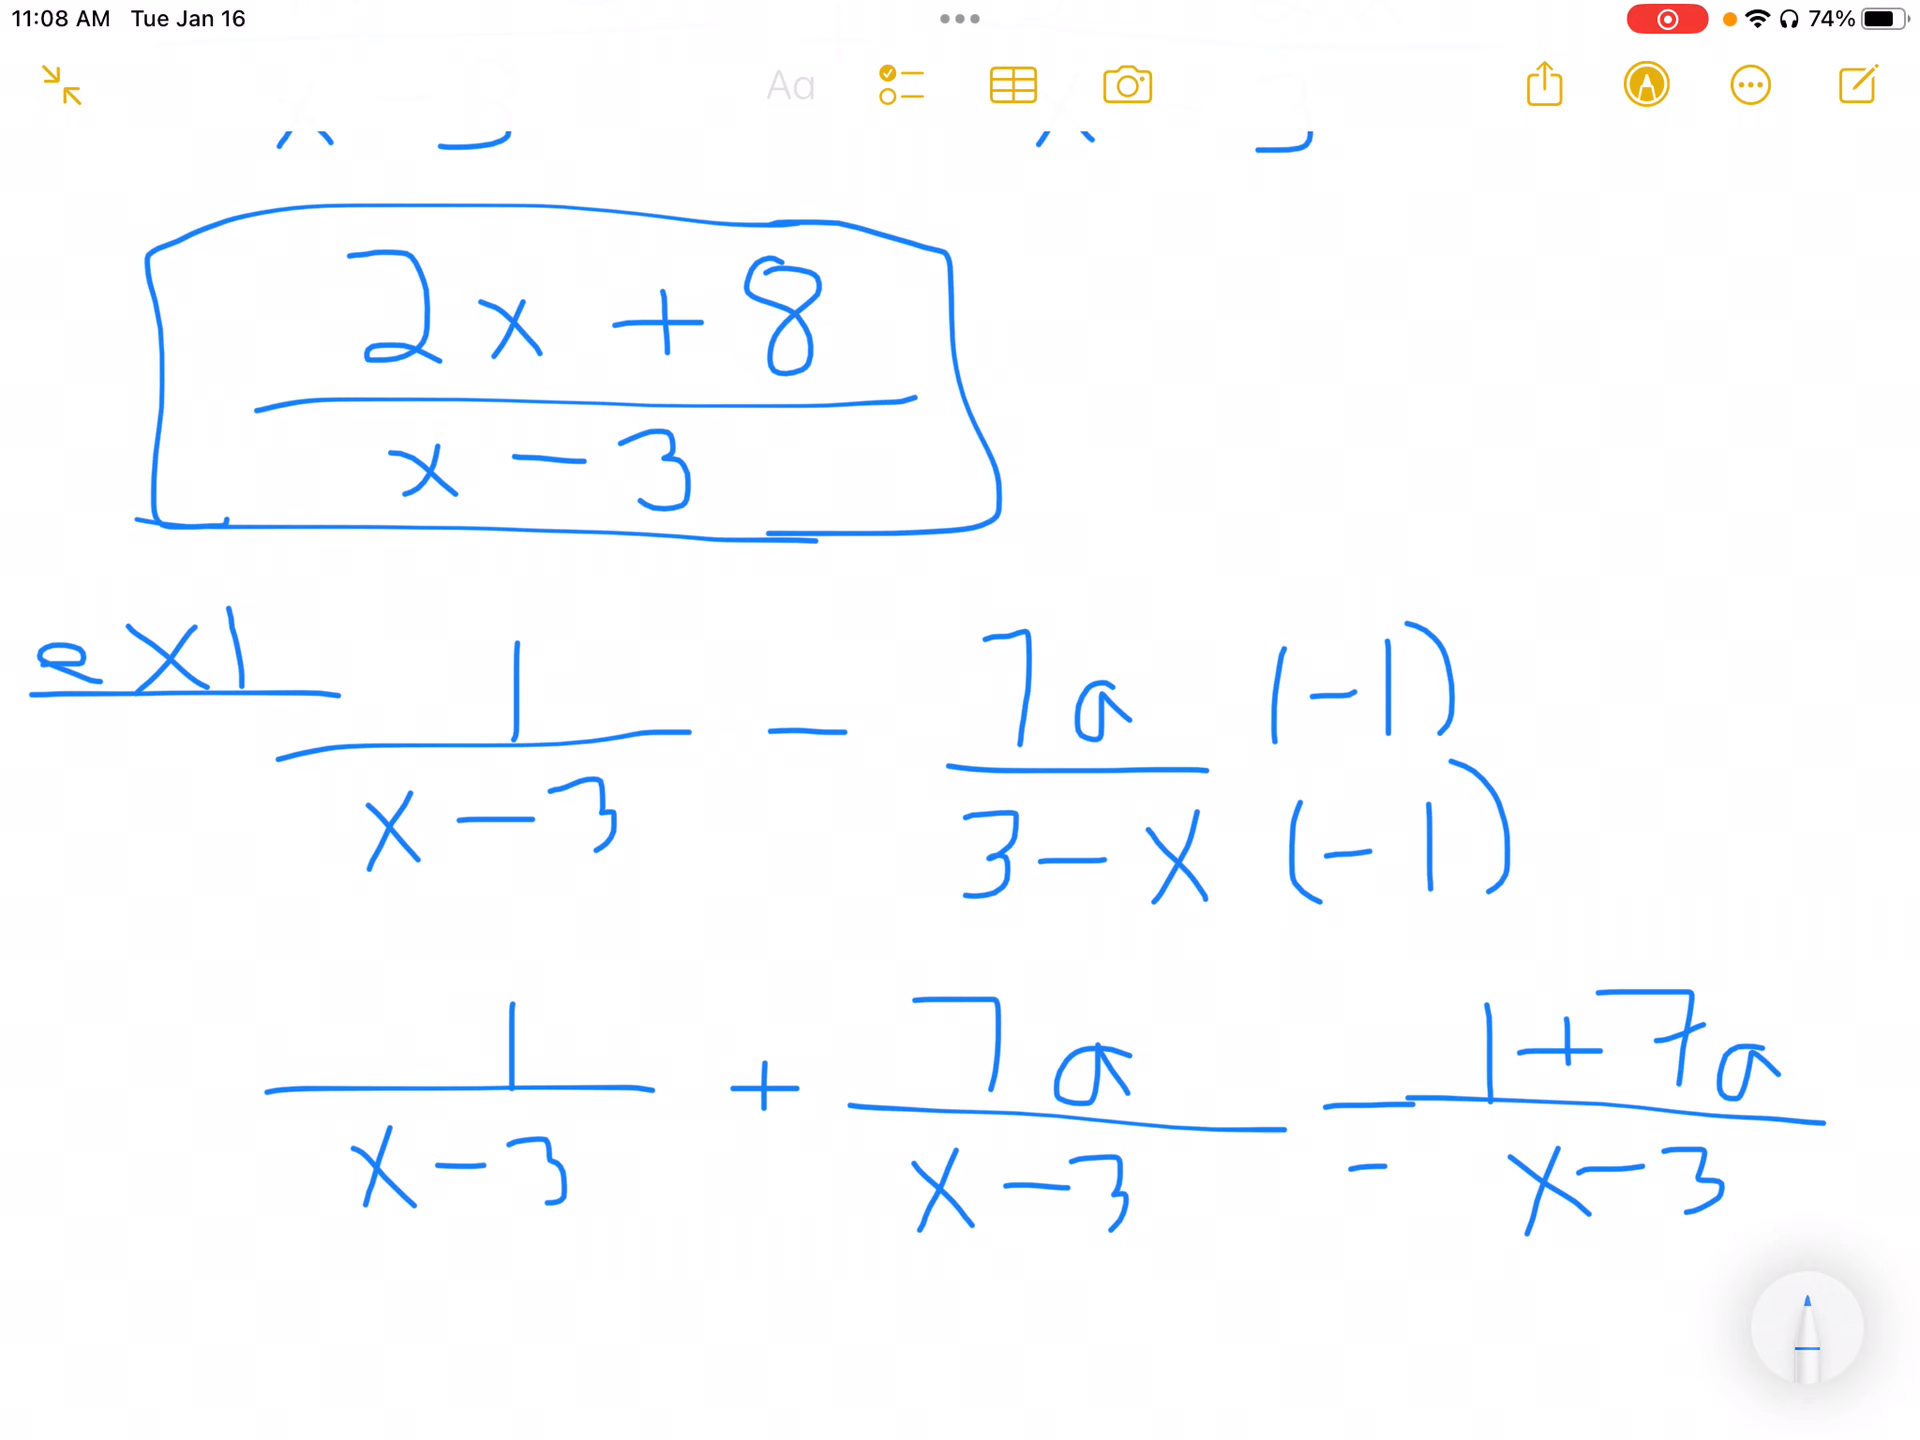 11:08 AM Tue Jan 16 74%
Aa
2x + 8
x - 3
ex1
1 - 7a (-1)
x - 3 3 - x (-1)
1 + 7a = 1 + 7a
x - 3 x - 3 x - 3